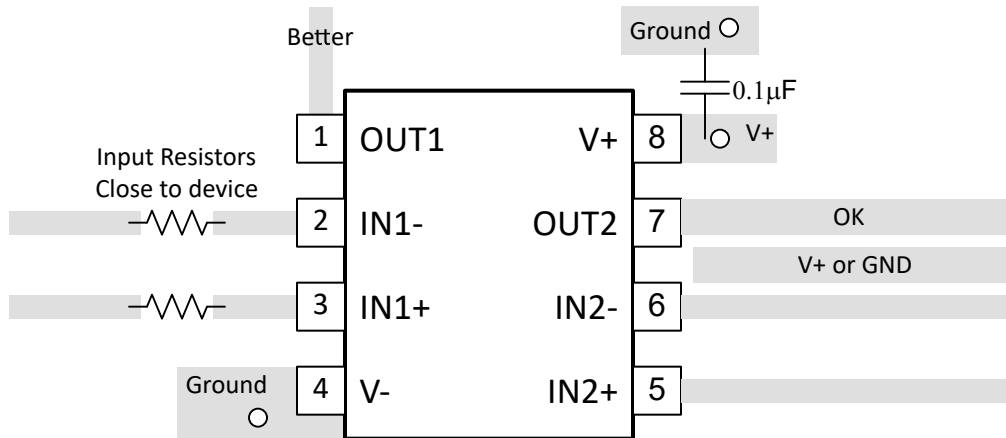 Better
Ground
0.1μF
1 OUT1
V+ 8
V+
Input Resistors
Close to device
2 IN1-
OUT2 7
OK
V+ or GND
3 IN1+
IN2- 6
Ground
4 V-
IN2+ 5